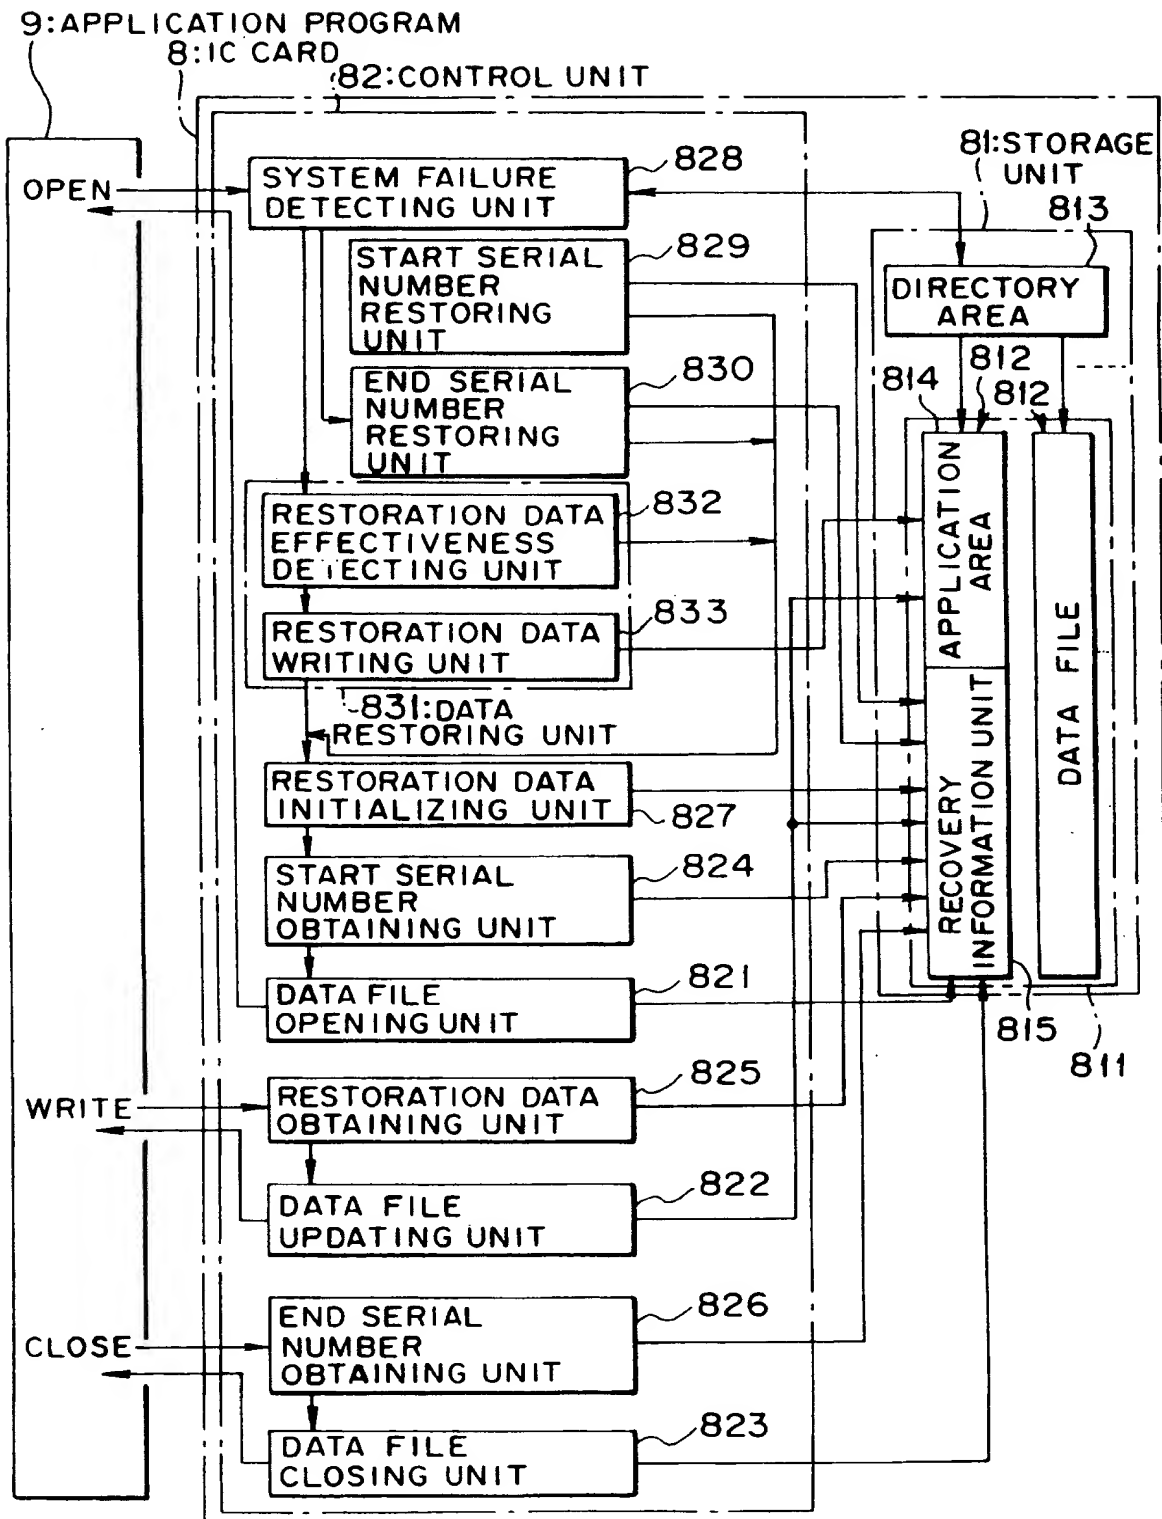 9:APPLICATION PROGRAM
8:IC CARD
82:CONTROL UNIT
81:STORAGE
UNIT
OPEN
SYSTEM FAILURE
DETECTING UNIT
828
813
START SERIAL
NUMBER
RESTORING
UNIT
829
DIRECTORY
AREA
END SERIAL
NUMBER
RESTORING
UNIT
830
814
812
812
RESTORATION DATA
EFFECTIVENESS
DETECTING UNIT
832
APPLICATION
AREA
DATA FILE
RESTORATION DATA
WRITING UNIT
833
831:DATA
RESTORING UNIT
RESTORATION DATA
INITIALIZING UNIT
827
RECOVERY
INFORMATION UNIT
START SERIAL
NUMBER
OBTAINING UNIT
824
DATA FILE
OPENING UNIT
821
815
811
WRITE
RESTORATION DATA
OBTAINING UNIT
825
DATA FILE
UPDATING UNIT
822
CLOSE
END SERIAL
NUMBER
OBTAINING UNIT
826
DATA FILE
CLOSING UNIT
823